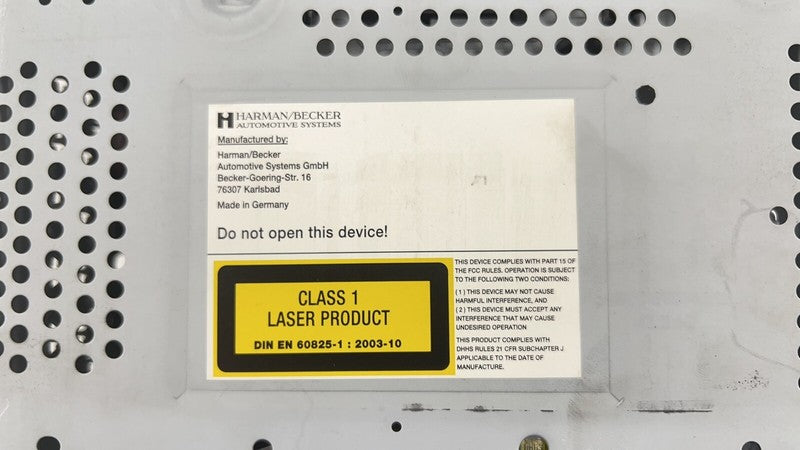 HARMAN/BECKER
AUTOMOTIVE SYSTEMS
Manufactured by:
Harman/Becker
Automotive Systems GmbH
Becker-Goering-Str. 16
76307 Karlsbad
Made in Germany
Do not open this device!
CLASS 1
LASER PRODUCT
DIN EN 60825-1 : 2003-10
THIS DEVICE COMPLIES WITH PART 15 OF
THE FCC RULES. OPERATION IS SUBJECT
TO THE FOLLOWING TWO CONDITIONS:
( 1 ) THIS DEVICE MAY NOT CAUSE
HARMFUL INTERFERENCE, AND
( 2 ) THIS DEVICE MUST ACCEPT ANY
INTERFERENCE THAT MAY CAUSE
UNDESIRED OPERATION
THIS PRODUCT COMPLIES WITH
DHHS RULES 21 CFR SUBCHAPTER J
APPLICABLE TO THE DATE OF
MANUFACTURE.